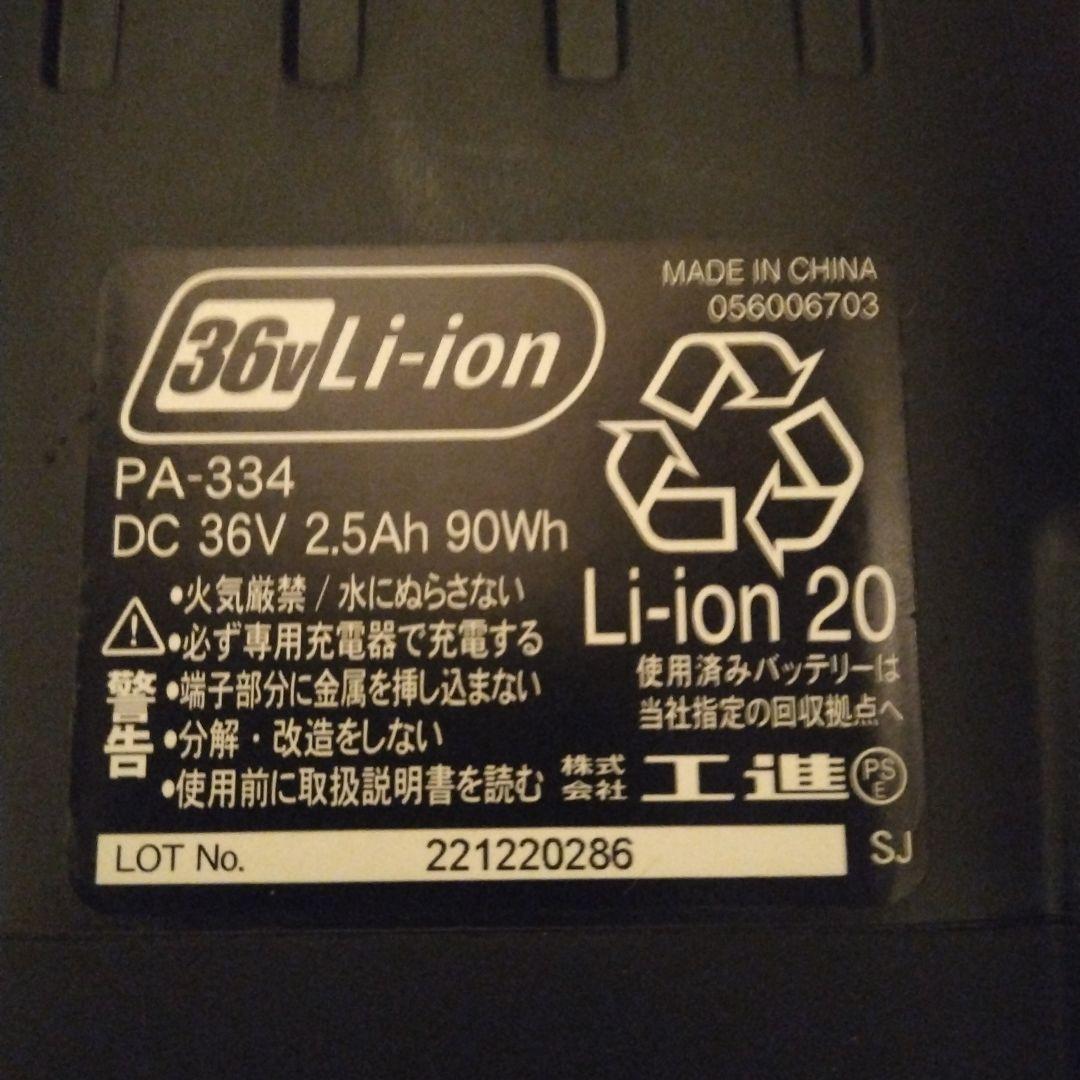 36v Li-ion
MADE IN CHINA
056006703
PA-334
DC 36V 2.5Ah 90Wh
Li-ion 20
使用済みバッテリーは
当社指定の回収拠点へ
警告
•火気厳禁/水にぬらさない
•必ず専用充電器で充電する
•端子部分に金属を挿し込まない
•分解・改造をしない
•使用前に取扱説明書を読む
株式会社 工進 PSE
LOT No. 221220286 SJ